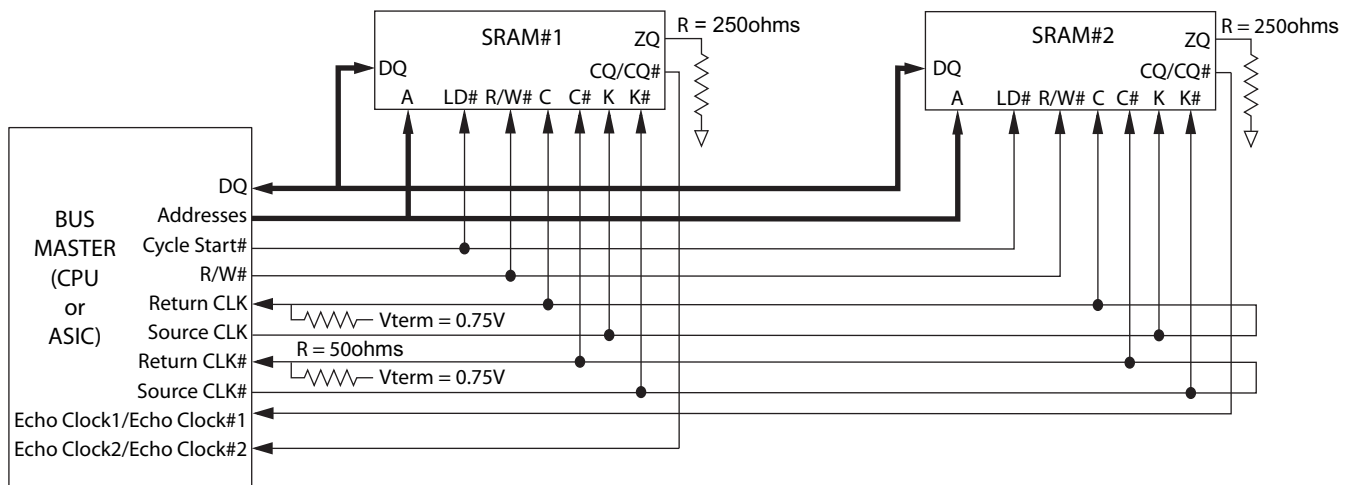 SRAM#1
ZQ
R = 250ohms
DQ
CQ/CQ#
A LD# R/W# C C# K K#
SRAM#2
ZQ
R = 250ohms
DQ
CQ/CQ#
A LD# R/W# C C# K K#
BUS
MASTER
(CPU
or
ASIC)
DQ
Addresses
Cycle Start#
R/W#
Return CLK
Vterm = 0.75V
Source CLK
R = 50ohms
Return CLK#
Vterm = 0.75V
Source CLK#
Echo Clock1/Echo Clock#1
Echo Clock2/Echo Clock#2